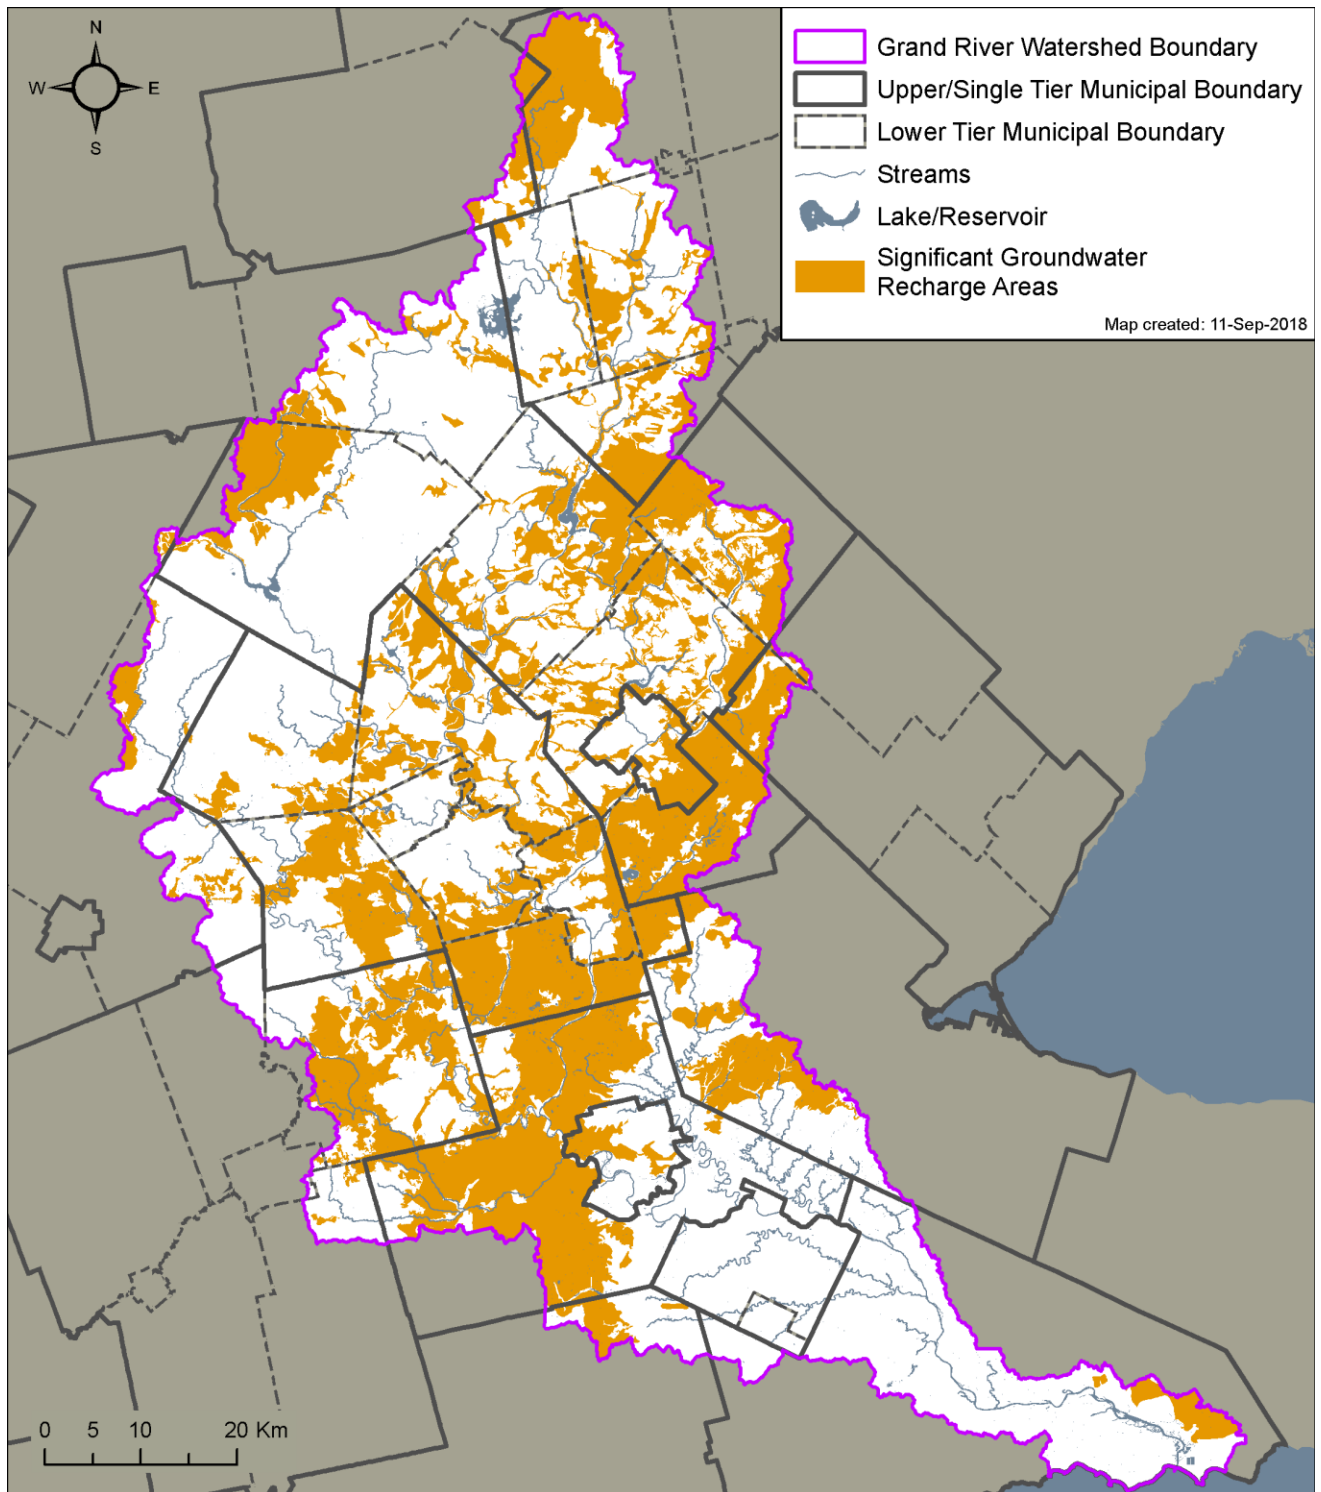 N
W E
S
Grand River Watershed Boundary
Upper/Single Tier Municipal Boundary
Lower Tier Municipal Boundary
Streams
Lake/Reservoir
Significant Groundwater
Recharge Areas
Map created: 11-Sep-2018
0 5 10 20 Km